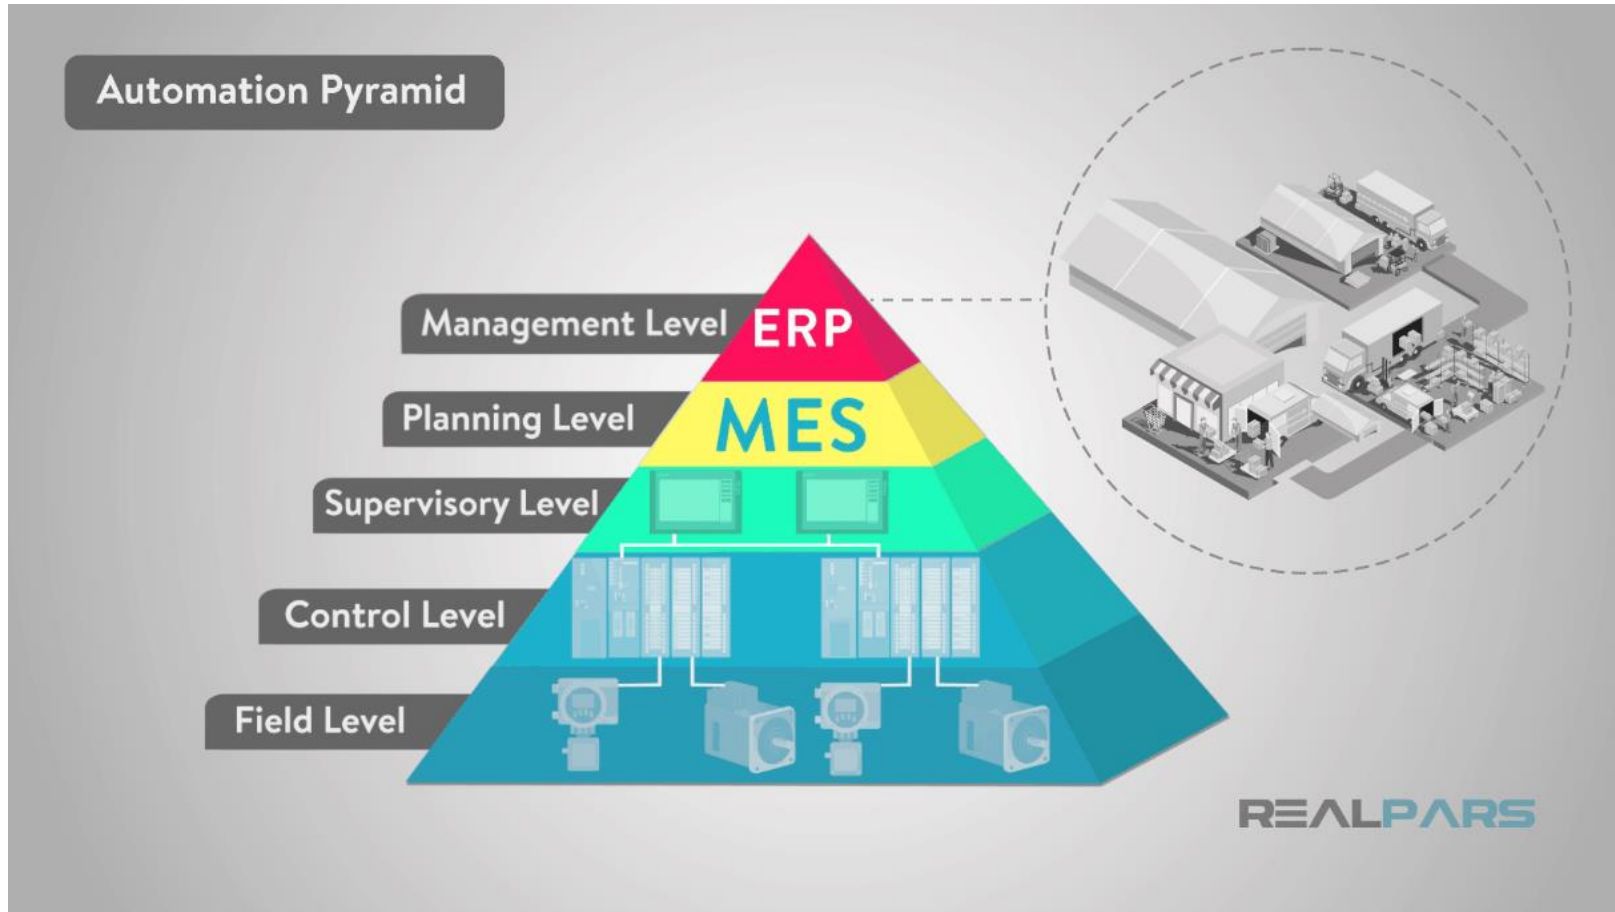 Automation Pyramid
Management Level
ERP
Planning Level
MES
Supervisory Level
Control Level
Field Level
REALPARS